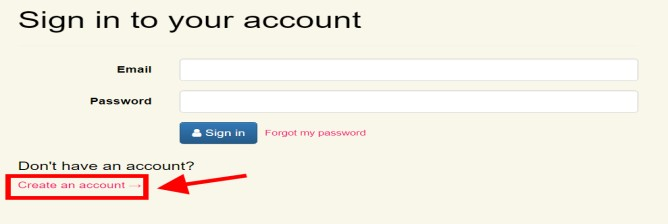 Sign in to your account
Email
Password
Sign in Forgot my password
Don't have an account?
Create an account →